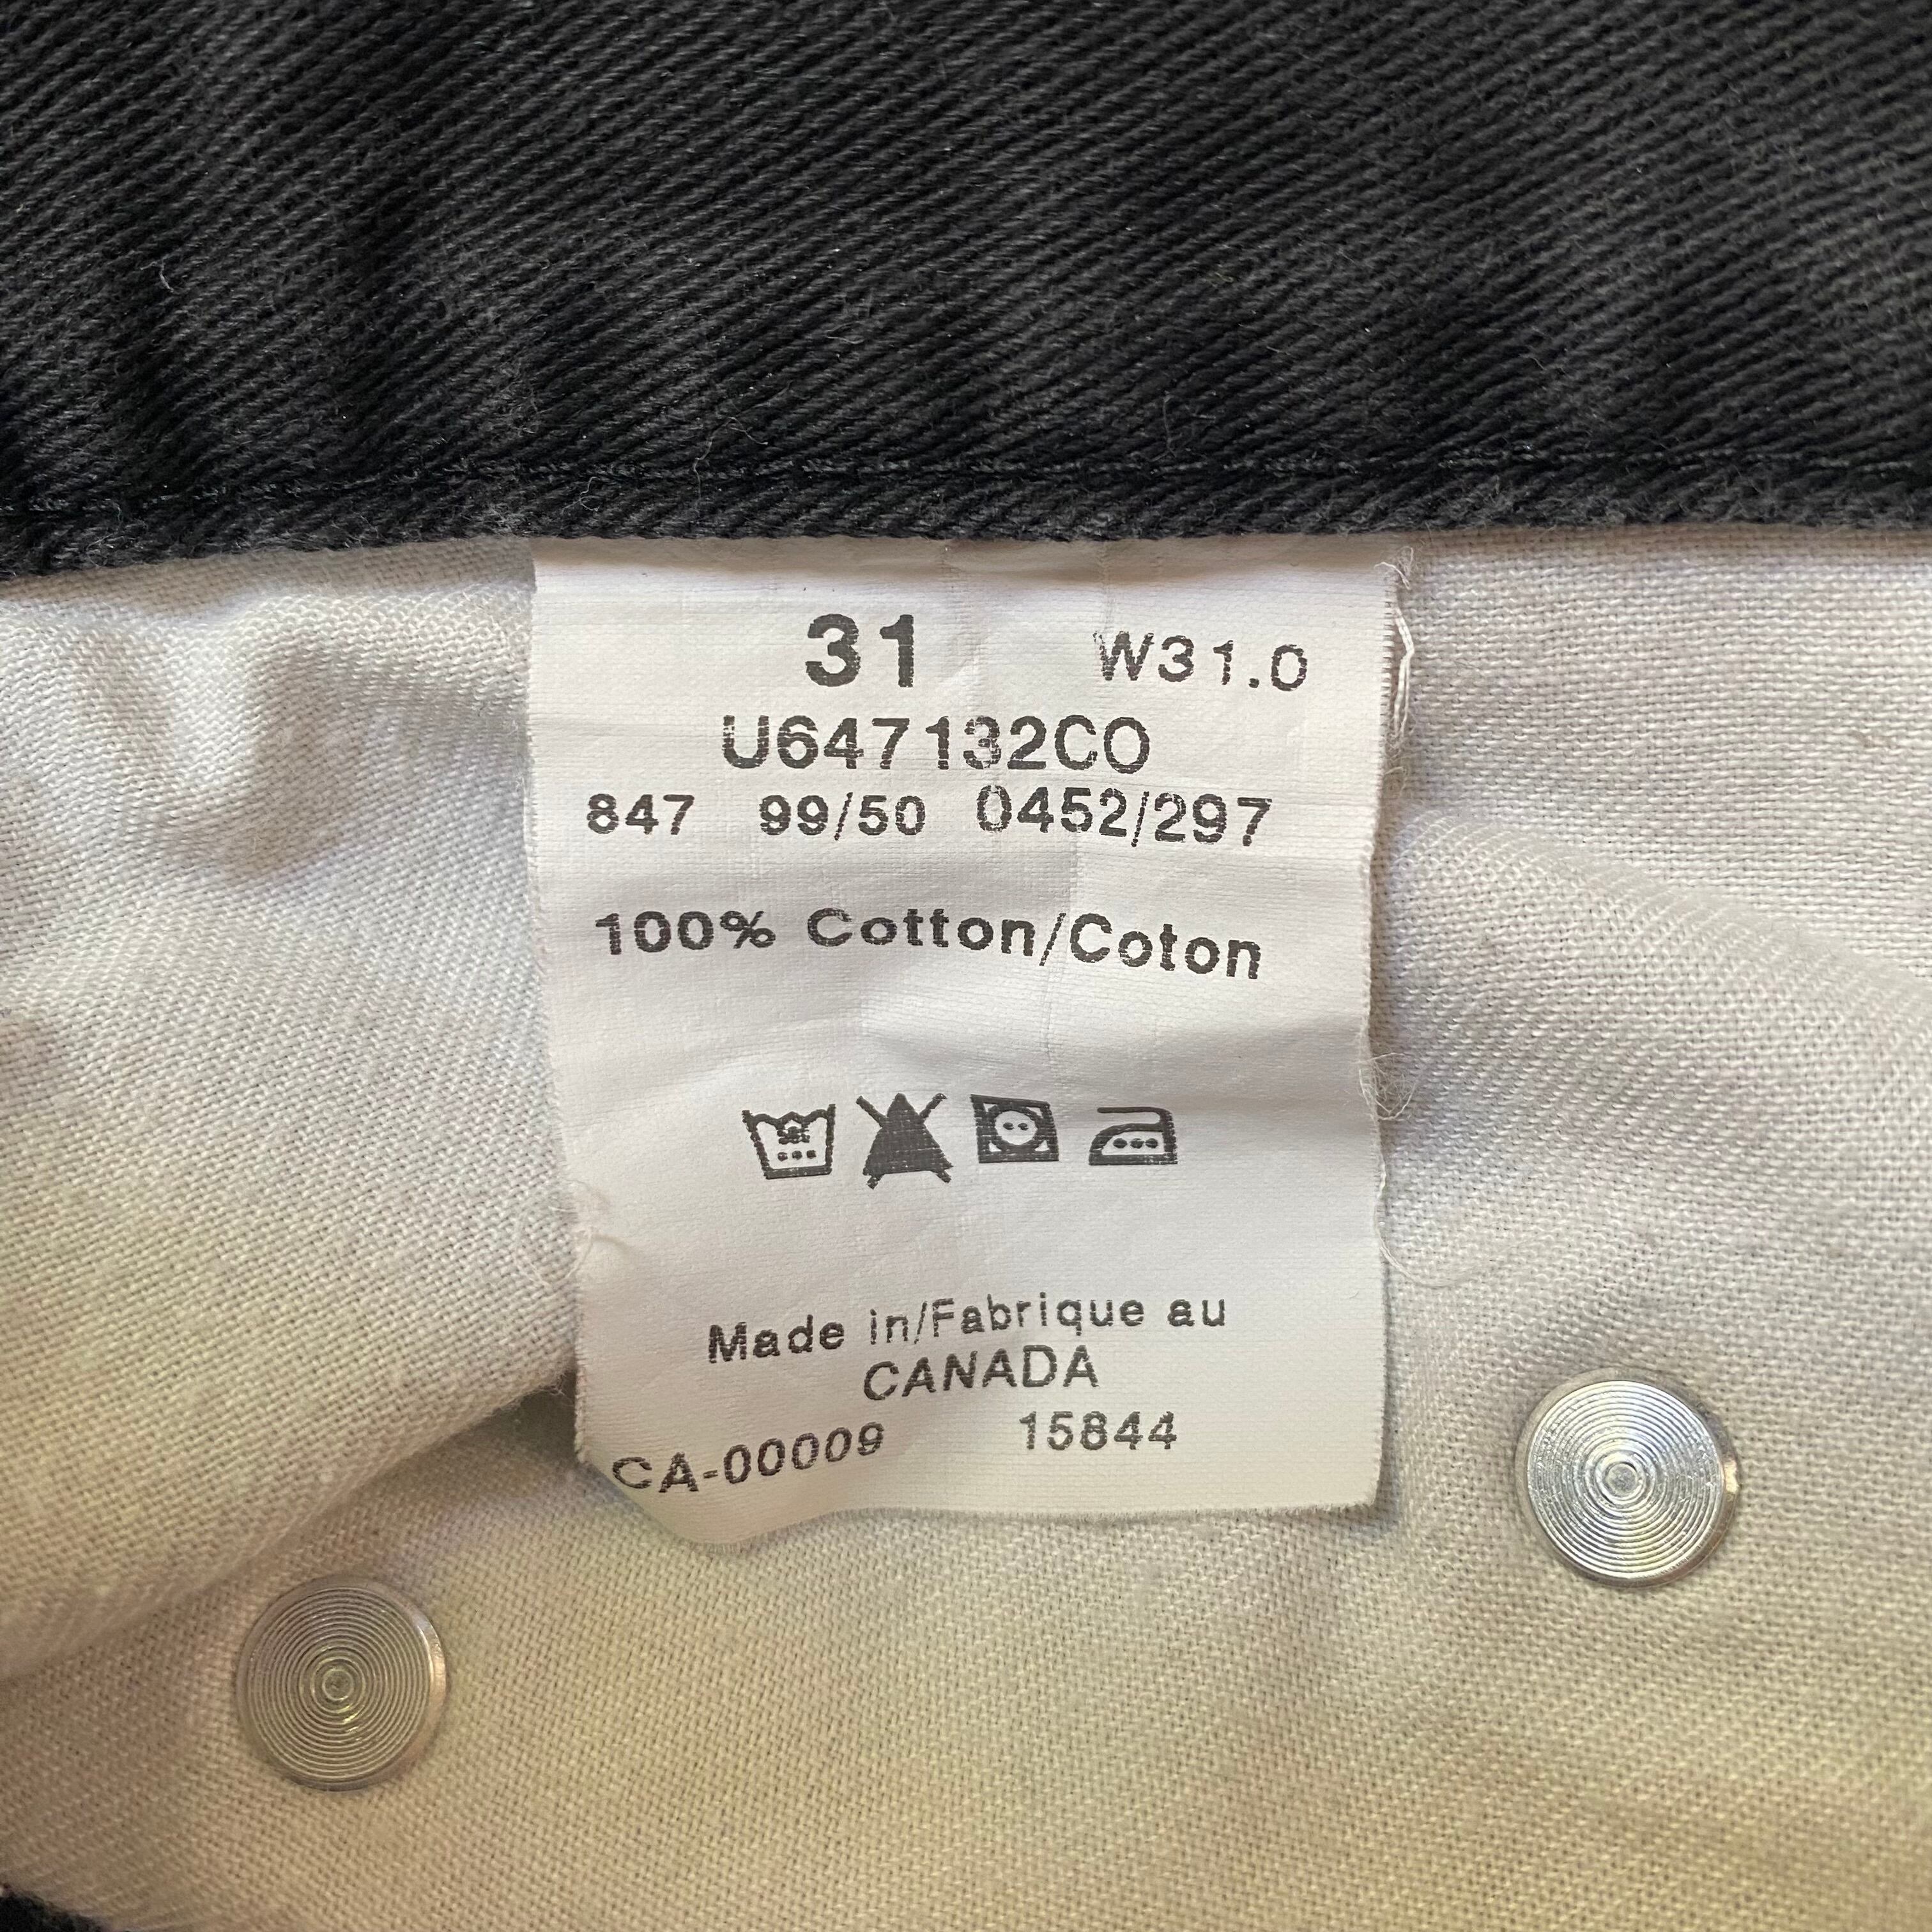 31 W31.0
U647132CO
847 99/50 0452/297
100% Cotton/Coton
Made in/Fabrique au
CANADA
CA-00009 15844